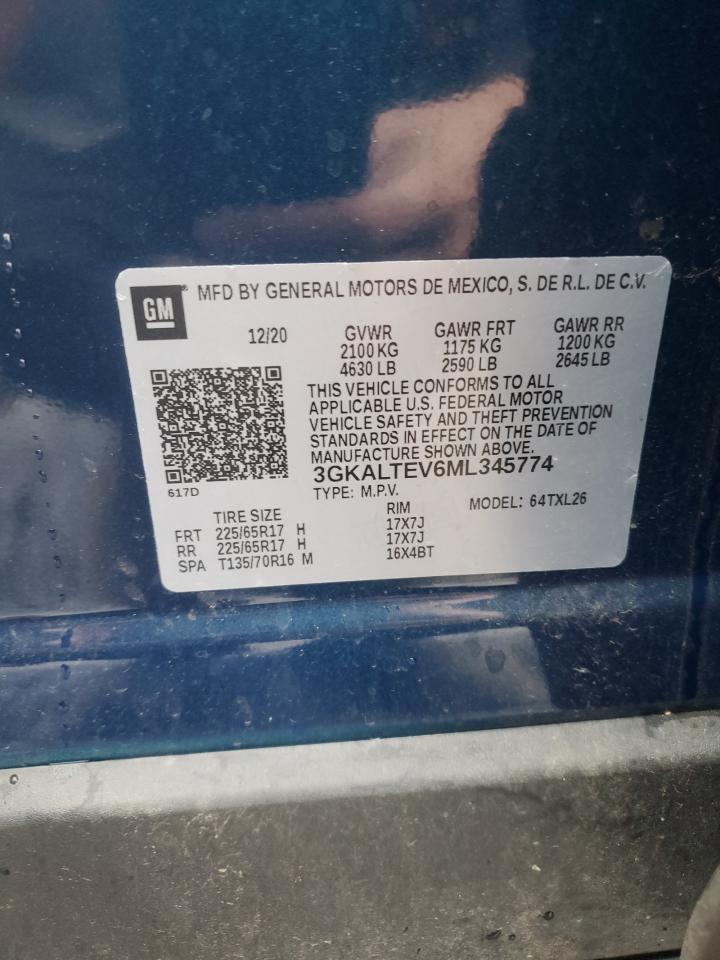 GM
MFD BY GENERAL MOTORS DE MEXICO, S. DE R.L. DE C.V.
12/20
GVWR GAWR FRT GAWR RR
2100 KG 1175 KG 1200 KG
4630 LB 2590 LB 2645 LB
THIS VEHICLE CONFORMS TO ALL
APPLICABLE U.S. FEDERAL MOTOR
VEHICLE SAFETY AND THEFT PREVENTION
STANDARDS IN EFFECT ON THE DATE OF
MANUFACTURE SHOWN ABOVE.
3GKALTEV6ML345774
617D
TYPE: M.P.V. MODEL: 64TXL26
TIRE SIZE RIM
FRT 225/65R17 H 17X7J
RR 225/65R17 H 17X7J
SPA T135/70R16 M 16X4BT